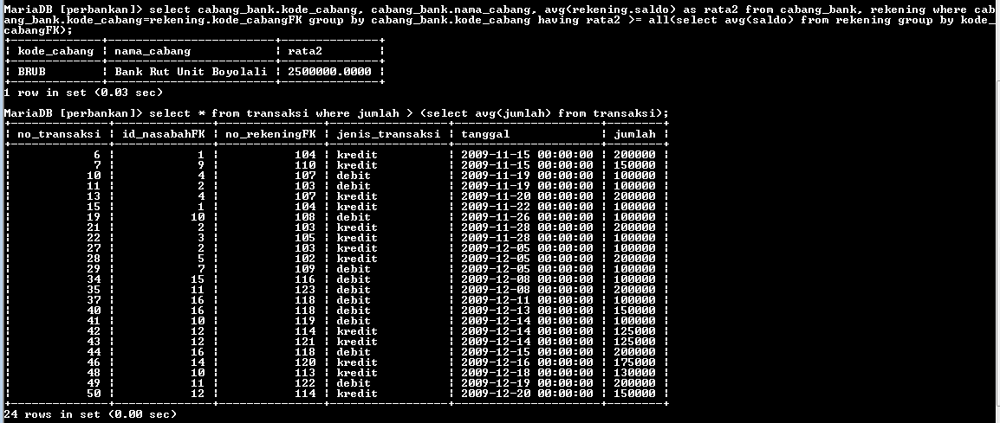 MariaDB [perbankan]> select cabang_bank.kode_cabang, cabang_bank.nama_cabang, avg(rekening.saldo) as rata2 from cabang_bank, rekening where cab
ang_bank.kode_cabang=rekening.kode_cabangFK group by cabang_bank.kode_cabang having rata2 >= all(select avg(saldo) from rekening group by kode_
cabangFK);
+-------------+--------------------------+--------------+
| kode_cabang | nama_cabang              | rata2        |
+-------------+--------------------------+--------------+
| BRUB        | Bank Rut Unit Boyolali | 2500000.0000 |
+-------------+--------------------------+--------------+
1 row in set (0.03 sec)
MariaDB [perbankan]> select * from transaksi where jumlah > (select avg(jumlah) from transaksi);
+--------------+--------------+---------------+-----------------+---------------------+--------+
| no_transaksi | id_nasabahFK | no_rekeningFK | jenis_transaksi | tanggal             | jumlah |
+--------------+--------------+---------------+-----------------+---------------------+--------+
| 6 | 1 | 104 | kredit | 2009-11-15 00:00:00 | 200000 |
| 7 | 9 | 110 | kredit | 2009-11-15 00:00:00 | 150000 |
| 10 | 4 | 107 | debit | 2009-11-19 00:00:00 | 100000 |
| 11 | 2 | 103 | debit | 2009-11-19 00:00:00 | 100000 |
| 13 | 4 | 107 | kredit | 2009-11-20 00:00:00 | 200000 |
| 15 | 1 | 104 | kredit | 2009-11-22 00:00:00 | 100000 |
| 19 | 10 | 108 | debit | 2009-11-26 00:00:00 | 100000 |
| 21 | 2 | 103 | kredit | 2009-11-28 00:00:00 | 200000 |
| 22 | 3 | 105 | kredit | 2009-11-28 00:00:00 | 100000 |
| 27 | 2 | 103 | kredit | 2009-12-05 00:00:00 | 100000 |
| 28 | 5 | 102 | kredit | 2009-12-05 00:00:00 | 200000 |
| 29 | 7 | 109 | debit | 2009-12-05 00:00:00 | 100000 |
| 34 | 15 | 116 | debit | 2009-12-08 00:00:00 | 100000 |
| 35 | 11 | 123 | debit | 2009-12-08 00:00:00 | 200000 |
| 37 | 16 | 118 | debit | 2009-12-11 00:00:00 | 100000 |
| 40 | 16 | 118 | debit | 2009-12-13 00:00:00 | 150000 |
| 41 | 10 | 119 | debit | 2009-12-14 00:00:00 | 100000 |
| 42 | 12 | 114 | kredit | 2009-12-14 00:00:00 | 125000 |
| 43 | 12 | 121 | kredit | 2009-12-14 00:00:00 | 125000 |
| 44 | 16 | 118 | debit | 2009-12-15 00:00:00 | 200000 |
| 46 | 14 | 120 | kredit | 2009-12-16 00:00:00 | 175000 |
| 48 | 10 | 113 | kredit | 2009-12-18 00:00:00 | 130000 |
| 49 | 11 | 122 | debit | 2009-12-19 00:00:00 | 200000 |
| 50 | 12 | 114 | kredit | 2009-12-20 00:00:00 | 150000 |
+--------------+--------------+---------------+-----------------+---------------------+--------+
24 rows in set (0.00 sec)